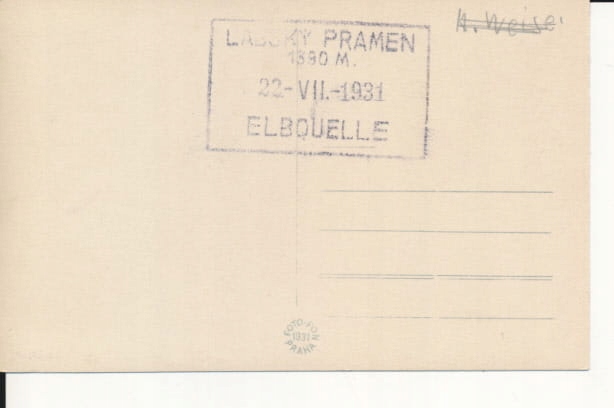 H. Weise.
LABSKÝ PRAMEN
1390 M.
22-VII.-1931
ELBQUELLE
FOTO-FON
1931
PRAHA